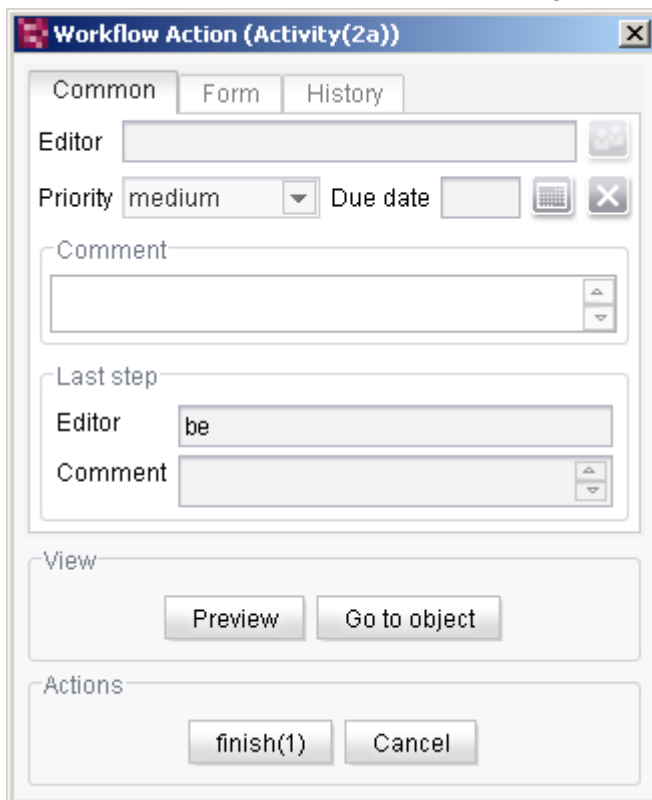 Workflow Action (Activity(2a))
Common Form History
Editor
Priority medium Due date
Comment
Last step
Editor be
Comment
View
Preview Go to object
Actions
finish(1) Cancel